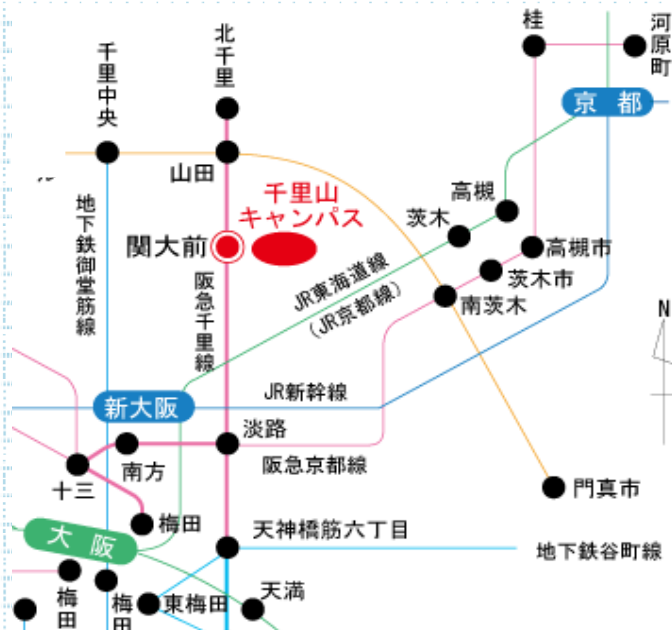 北千里
千里中央
桂
河原町
京都
山田
千里山
キャンパス
高槻
茨木
関大前
高槻市
茨木市
南茨木
地下鉄御堂筋線
阪急千里線
JR東海道線
(JR京都線)
N
新大阪
JR新幹線
淡路
阪急京都線
南方
十三
門真市
梅田
大阪
天神橋筋六丁目
地下鉄谷町線
梅田
梅田
東梅田
天満